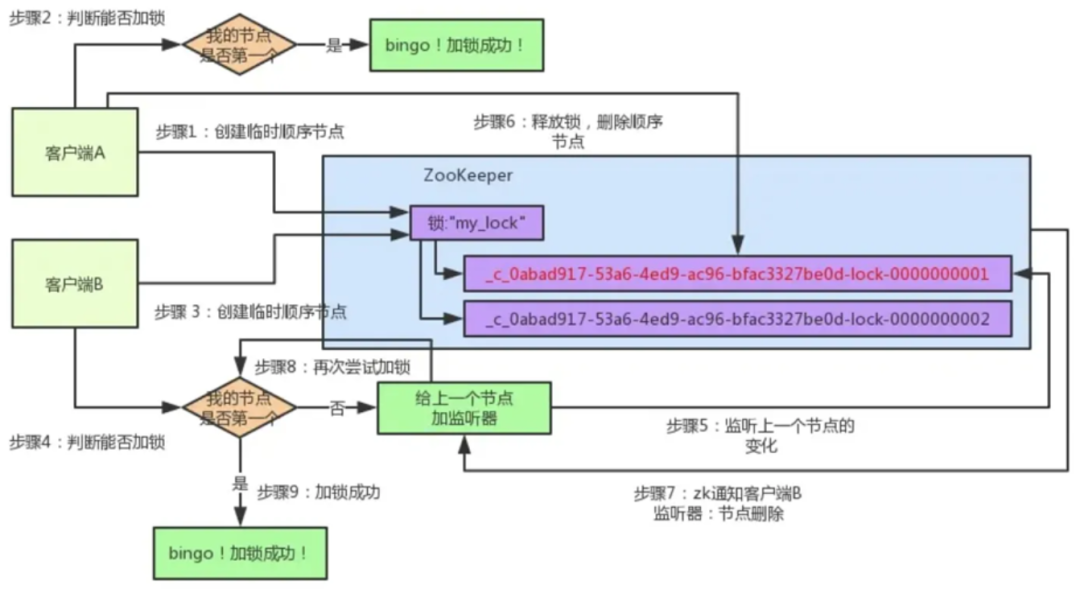 步骤2：判断能否加锁
我的节点
是否第一个
是
bingo！加锁成功！
步骤1：创建临时顺序节点
步骤6：释放锁，删除顺序
节点
客户端A
ZooKeeper
锁:"my_lock"
客户端B
_c_0abad917-53a6-4ed9-ac96-bfac3327be0d-lock-0000000001
步骤 3：创建临时顺序节点
_c_0abad917-53a6-4ed9-ac96-bfac3327be0d-lock-0000000002
步骤8：再次尝试加锁
我的节点
是否第一个
否
给上一个节点
加监听器
步骤4：判断能否加锁
步骤5：监听上一个节点的
变化
是
步骤9：加锁成功
步骤7：zk通知客户端B
监听器：节点删除
bingo！加锁成功！